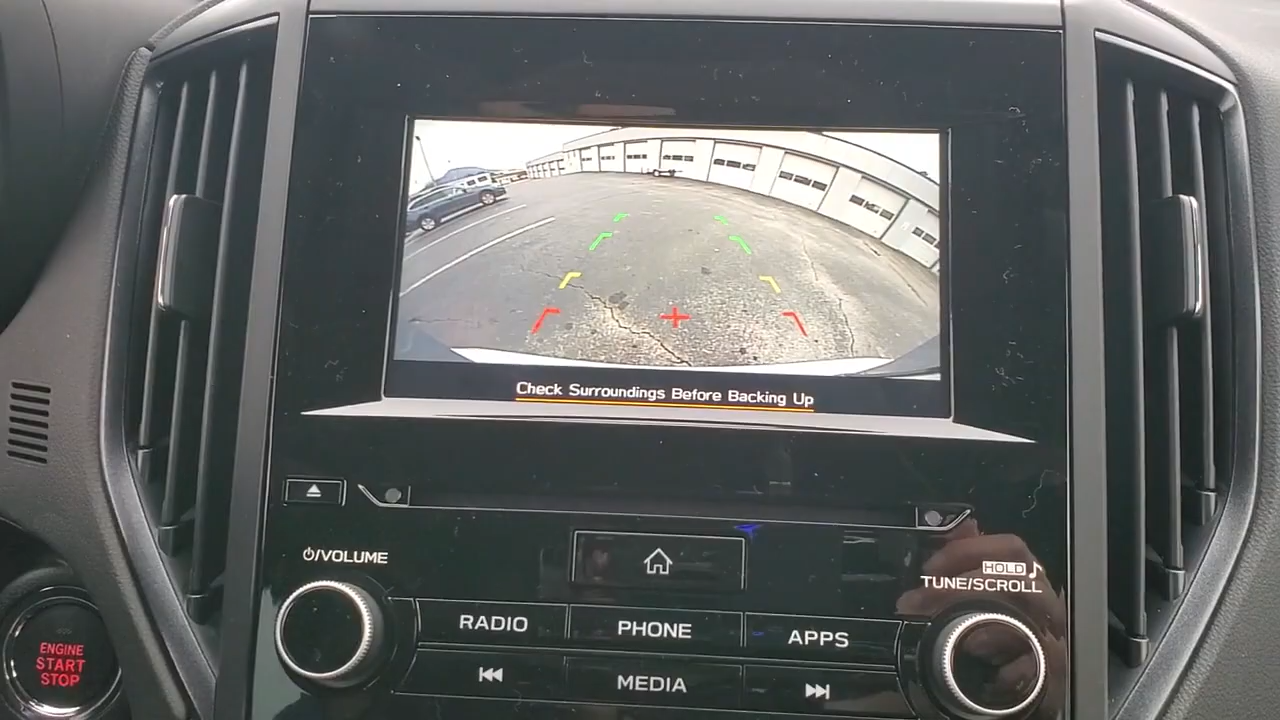 Check Surroundings Before Backing Up
/VOLUME
HOLD
TUNE/SCROLL
RADIO
PHONE
APPS
MEDIA
ENGINE
START
STOP